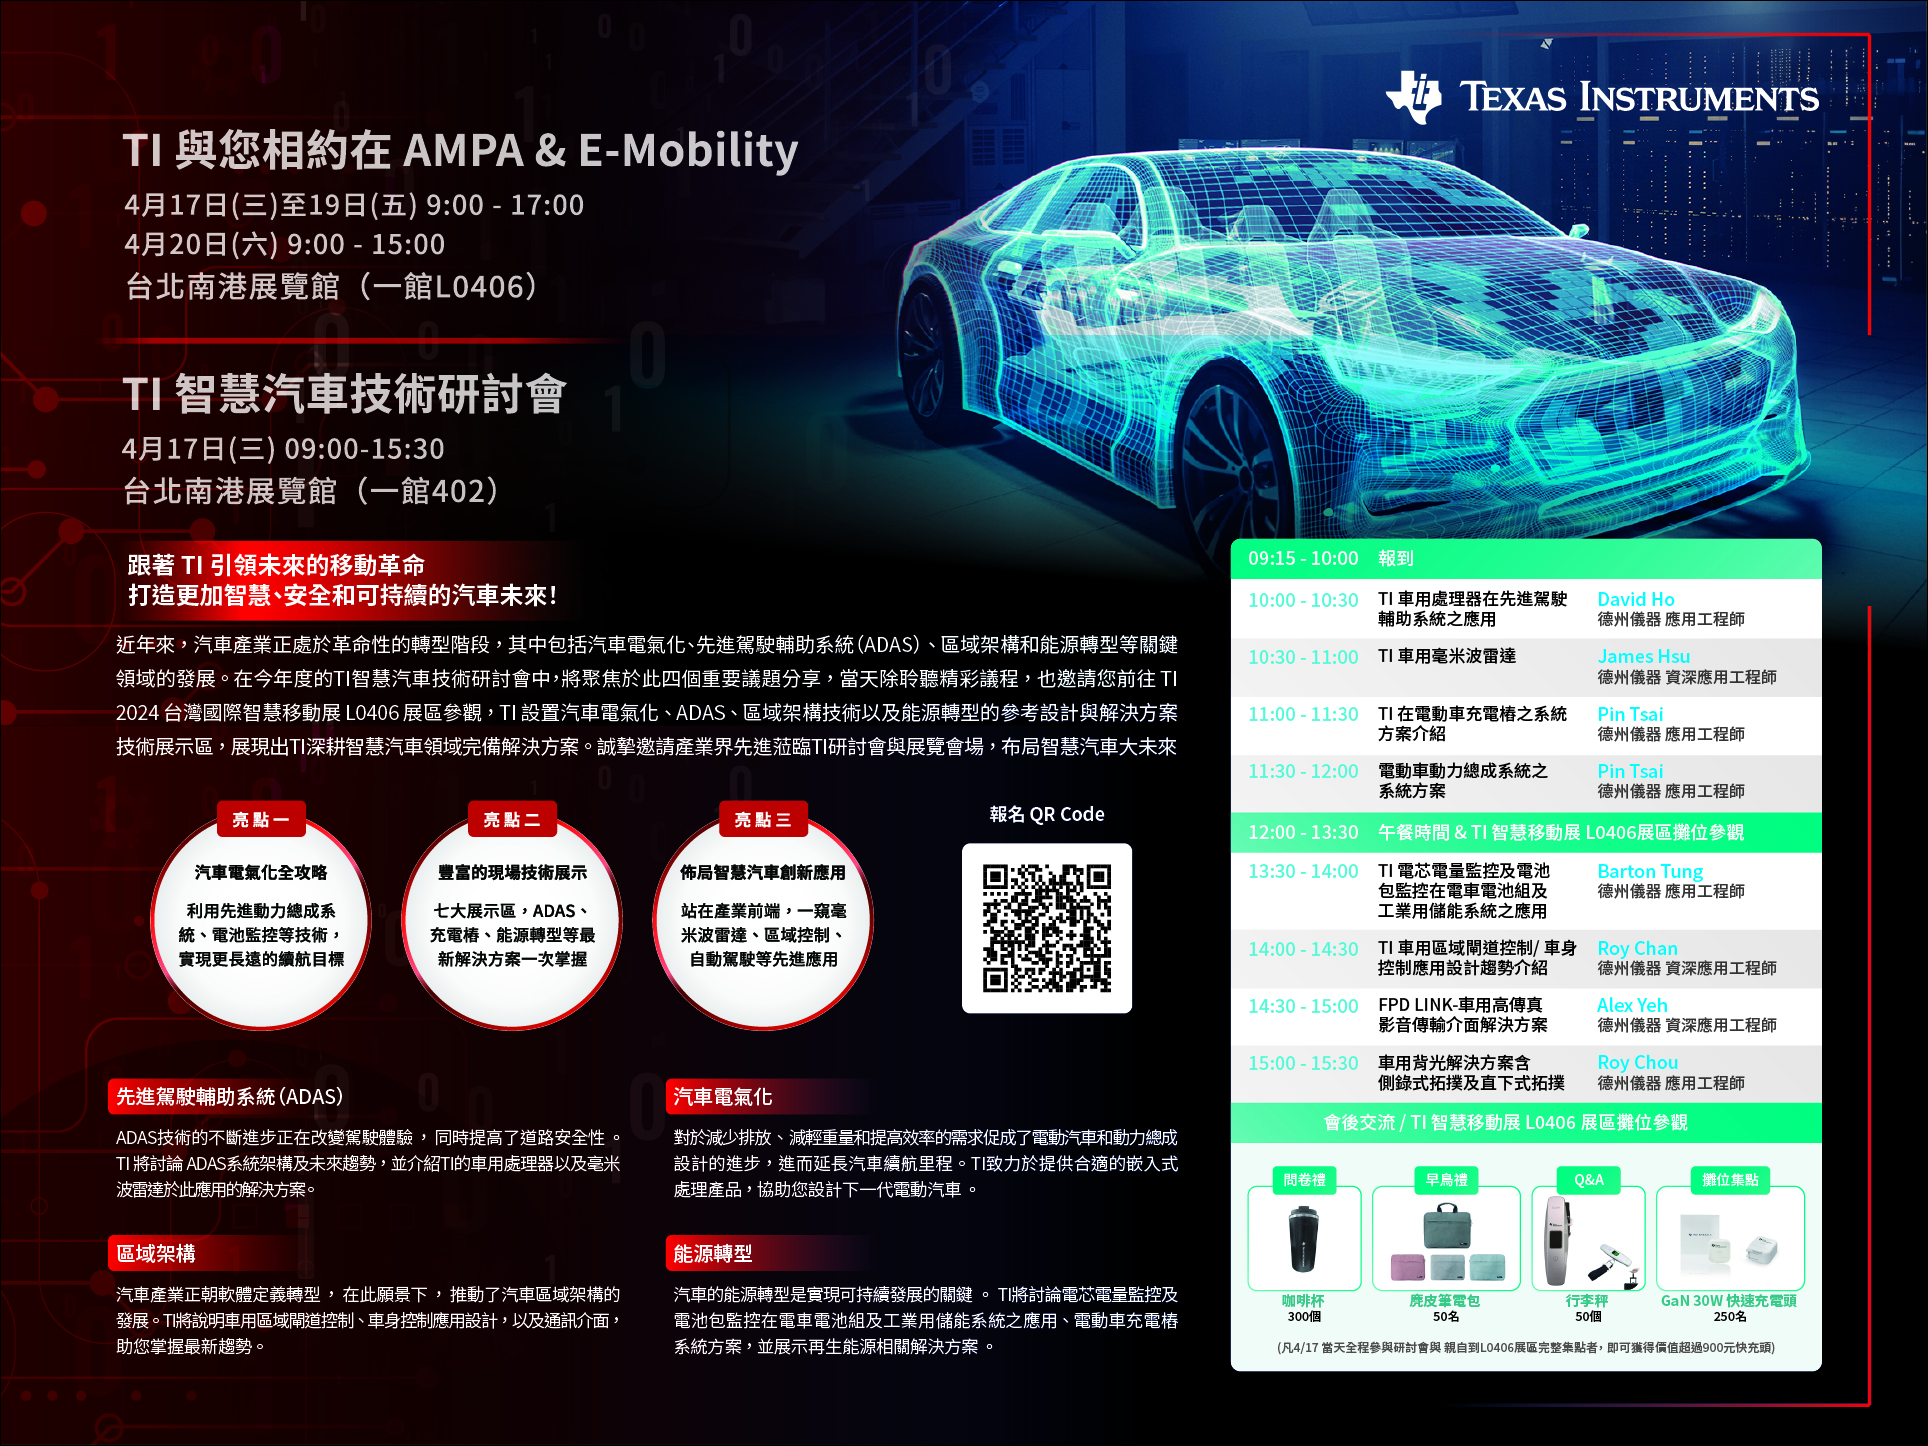 TEXAS INSTRUMENTS
TI 與您相約在 AMPA & E-Mobility
4月17日(三)至19日(五) 9:00 - 17:00
4月20日(六) 9:00 - 15:00
台北南港展覽館（一館L0406）
TI 智慧汽車技術研討會
4月17日(三) 09:00-15:30
台北南港展覽館（一館402）
跟著 TI 引領未來的移動革命
打造更加智慧、安全和可持續的汽車未來！
近年來，汽車產業正處於革命性的轉型階段，其中包括汽車電氣化、先進駕駛輔助系統（ADAS）、區域架構和能源轉型等關鍵
領域的發展。在今年度的TI智慧汽車技術研討會中，將聚焦於此四個重要議題分享，當天除聆聽精彩議程，也邀請您前往 TI
2024 台灣國際智慧移動展 L0406 展區參觀，TI 設置汽車電氣化、ADAS、區域架構技術以及能源轉型的參考設計與解決方案
技術展示區，展現出TI深耕智慧汽車領域完備解決方案。誠摯邀請產業界先進蒞臨TI研討會與展覽會場，布局智慧汽車大未來
亮點一
汽車電氣化全攻略
利用先進動力總成系
統、電池監控等技術，
實現更長遠的續航目標
亮點二
豐富的現場技術展示
七大展示區，ADAS、
充電樁、能源轉型等最
新解決方案一次掌握
亮點三
佈局智慧汽車創新應用
站在產業前端，一窺毫
米波雷達、區域控制、
自動駕駛等先進應用
報名 QR Code
先進駕駛輔助系統（ADAS）
ADAS技術的不斷進步正在改變駕駛體驗 ，同時提高了道路安全性 。
TI 將討論 ADAS系統架構及未來趨勢，並介紹TI的車用處理器以及毫米
波雷達於此應用的解決方案。
汽車電氣化
對於減少排放、減輕重量和提高效率的需求促成了電動汽車和動力總成
設計的進步，進而延長汽車續航里程。TI致力於提供合適的嵌入式
處理產品，協助您設計下一代電動汽車 。
區域架構
汽車產業正朝軟體定義轉型 ，在此願景下 ，推動了汽車區域架構的
發展。TI將說明車用區域閘道控制、車身控制應用設計，以及通訊介面，
助您掌握最新趨勢。
能源轉型
汽車的能源轉型是實現可持續發展的關鍵 。TI將討論電芯電量監控及
電池包監控在電車電池組及工業用儲能系統之應用、電動車充電樁
系統方案，並展示再生能源相關解決方案 。
09:15 - 10:00 報到
10:00 - 10:30 TI 車用處理器在先進駕駛 David Ho
輔助系統之應用 德州儀器 應用工程師
10:30 - 11:00 TI 車用毫米波雷達 James Hsu
德州儀器 資深應用工程師
11:00 - 11:30 TI 在電動車充電樁之系統 Pin Tsai
方案介紹 德州儀器 應用工程師
11:30 - 12:00 電動車動力總成系統之 Pin Tsai
系統方案 德州儀器 應用工程師
12:00 - 13:30 午餐時間 & TI 智慧移動展 L0406展區攤位參觀
13:30 - 14:00 TI 電芯電量監控及電池 Barton Tung
包監控在電車電池組及 德州儀器 應用工程師
工業用儲能系統之應用
14:00 - 14:30 TI 車用區域閘道控制/ 車身 Roy Chan
控制應用設計趨勢介紹 德州儀器 資深應用工程師
14:30 - 15:00 FPD LINK-車用高傳真 Alex Yeh
影音傳輸介面解決方案 德州儀器 資深應用工程師
15:00 - 15:30 車用背光解決方案含 Roy Chou
側錄式拓撲及直下式拓撲 德州儀器 應用工程師
會後交流 / TI 智慧移動展 L0406 展區攤位參觀
問卷禮 早鳥禮 Q&A 攤位集點
咖啡杯 麂皮筆電包 行李秤 GaN 30W 快速充電頭
300個 50名 50個 250名
(凡4/17 當天全程參與研討會與 親自到L0406展區完整集點者，即可獲得價值超過900元快充頭)